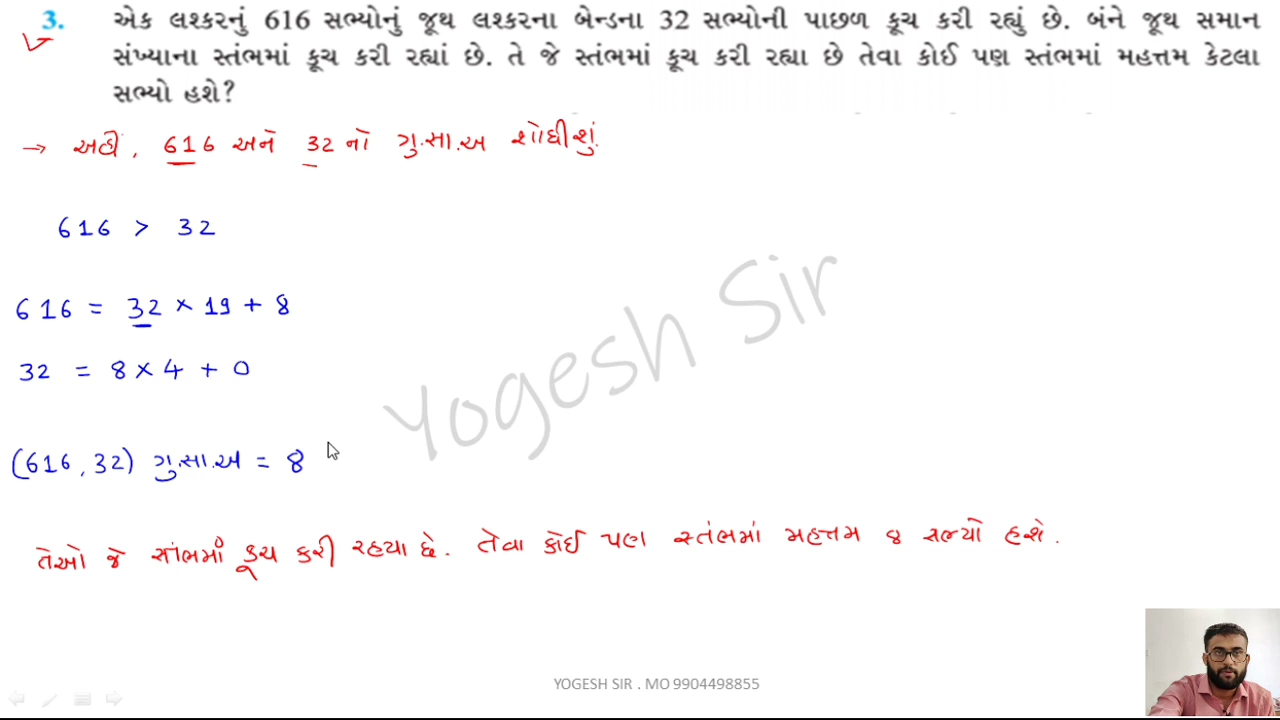 3. એક લશ્કરનું 616 સભ્યોનું જૂથ લશ્કરના બેન્ડના 32 સભ્યોની પાછળ કૂચ કરી રહ્યું છે. બંને જૂથ સમાન
સંખ્યાના સ્તંભમાં કૂચ કરી રહ્યાં છે. તે જે સ્તંભમાં કૂચ કરી રહ્યા છે તેવા કોઈ પણ સ્તંભમાં મહત્તમ કેટલા
સભ્યો હશે?
→ અહીં, 616 અને 32 નો ગુ.સા.અ શોધીશું.
616 > 32
616 = 32 × 19 + 8
32 = 8 × 4 + 0
(616, 32) ગુ.સા.અ = 8
તેઓ જે સ્તંભમાં કૂચ કરી રહયા છે. તેવા કોઈ પણ સ્તંભમાં મહત્તમ 8 સભ્યો હશે.
Yogesh Sir
YOGESH SIR . MO 9904498855